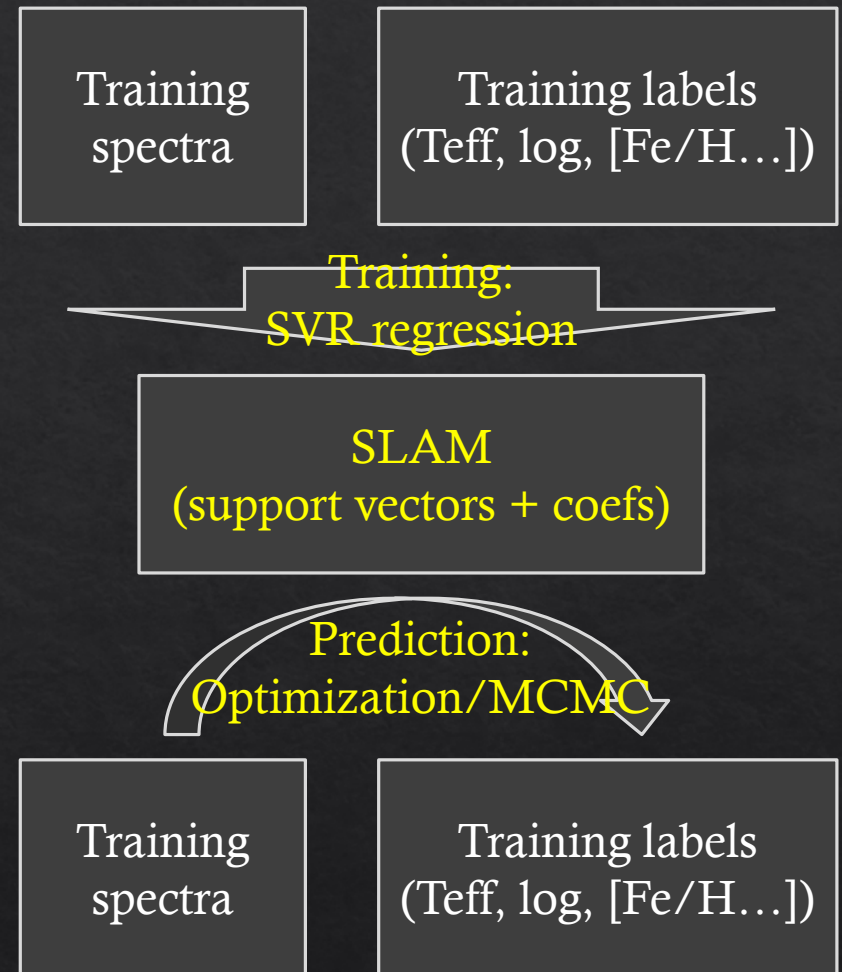 Training
spectra
Training labels
(Teff, log, [Fe/H…])
Training:
SVR regression
SLAM
(support vectors + coefs)
Prediction:
Optimization/MCMC
Training
spectra
Training labels
(Teff, log, [Fe/H…])